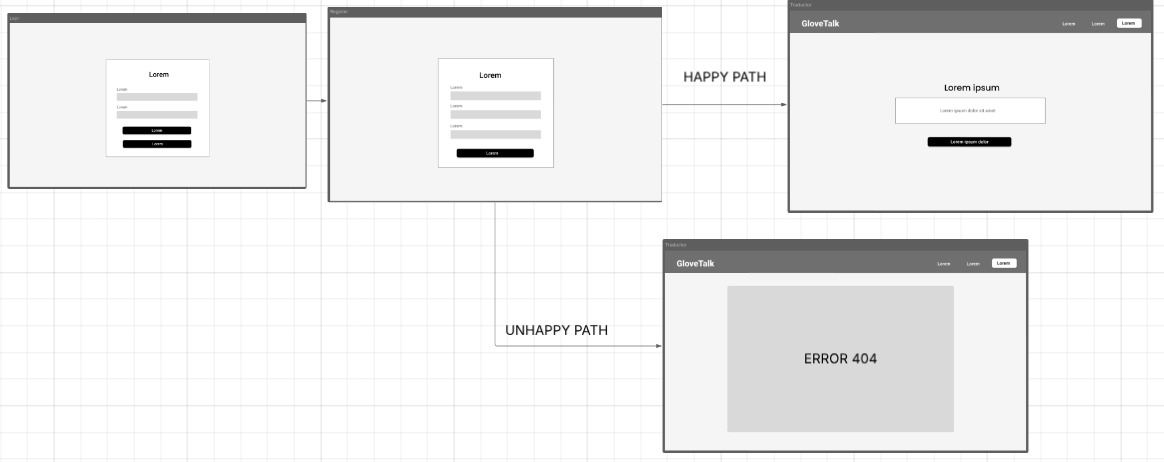 User
Lorem
Lorem
Lorem
Lorem
Lorem
Register
Lorem
Lorem
Lorem
Lorem
Lorem
HAPPY PATH
Traductor
GloveTalk
Lorem
Lorem
Lorem
Lorem ipsum
Lorem ipsum dolor sit amet
Lorem ipsum dolor
UNHAPPY PATH
Traductor
GloveTalk
Lorem
Lorem
Lorem
ERROR 404